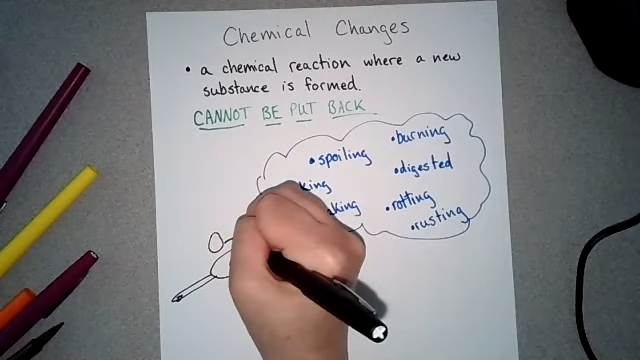 Chemical Changes
• a chemical reaction where a new
substance is formed.
CANNOT BE PUT BACK
• burning
• spoiling
• digested
• rotting
• rusting